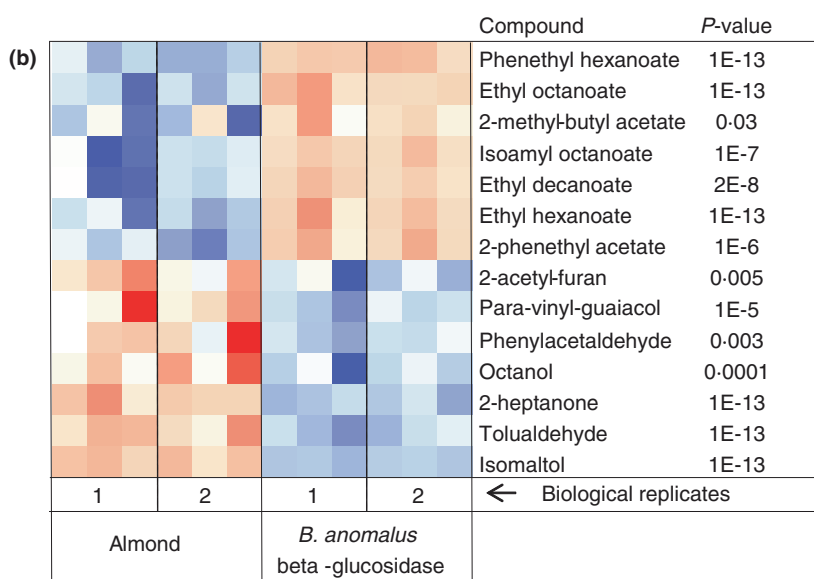 Compound P-value
(b)
Phenethyl hexanoate 1E-13
Ethyl octanoate 1E-13
2-methyl-butyl acetate 0·03
Isoamyl octanoate 1E-7
Ethyl decanoate 2E-8
Ethyl hexanoate 1E-13
2-phenethyl acetate 1E-6
2-acetyl-furan 0·005
Para-vinyl-guaiacol 1E-5
Phenylacetaldehyde 0·003
Octanol 0·0001
2-heptanone 1E-13
Tolualdehyde 1E-13
Isomaltol 1E-13
1 2 1 2 ← Biological replicates
Almond
B. anomalus
beta -glucosidase